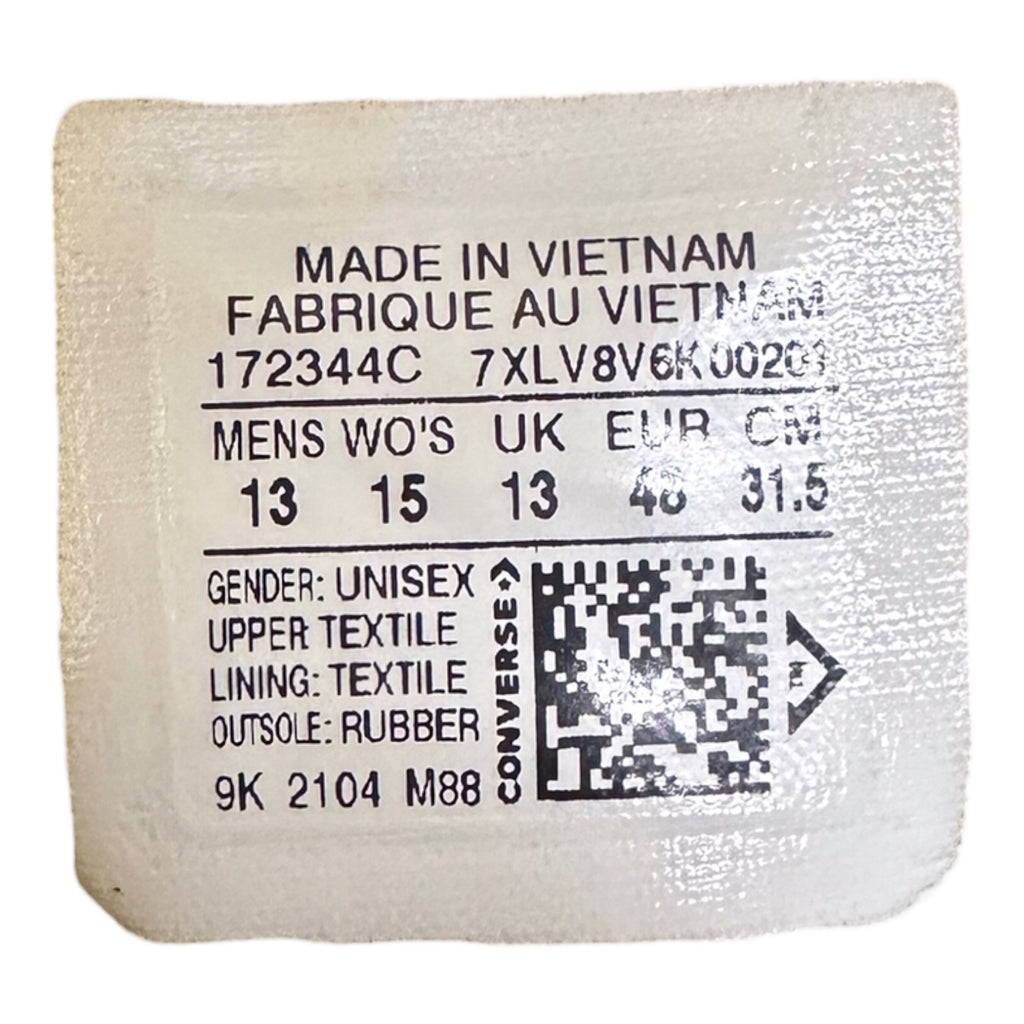 MADE IN VIETNAM
FABRIQUE AU VIETNAM
172344C
MENS WO'S UK EUR CM
13 15 13 48 31.5
GENDER: UNISEX
UPPER: TEXTILE
LINING: TEXTILE
OUTSOLE: RUBBER
9K 2104 M88
CONVERSE
TM